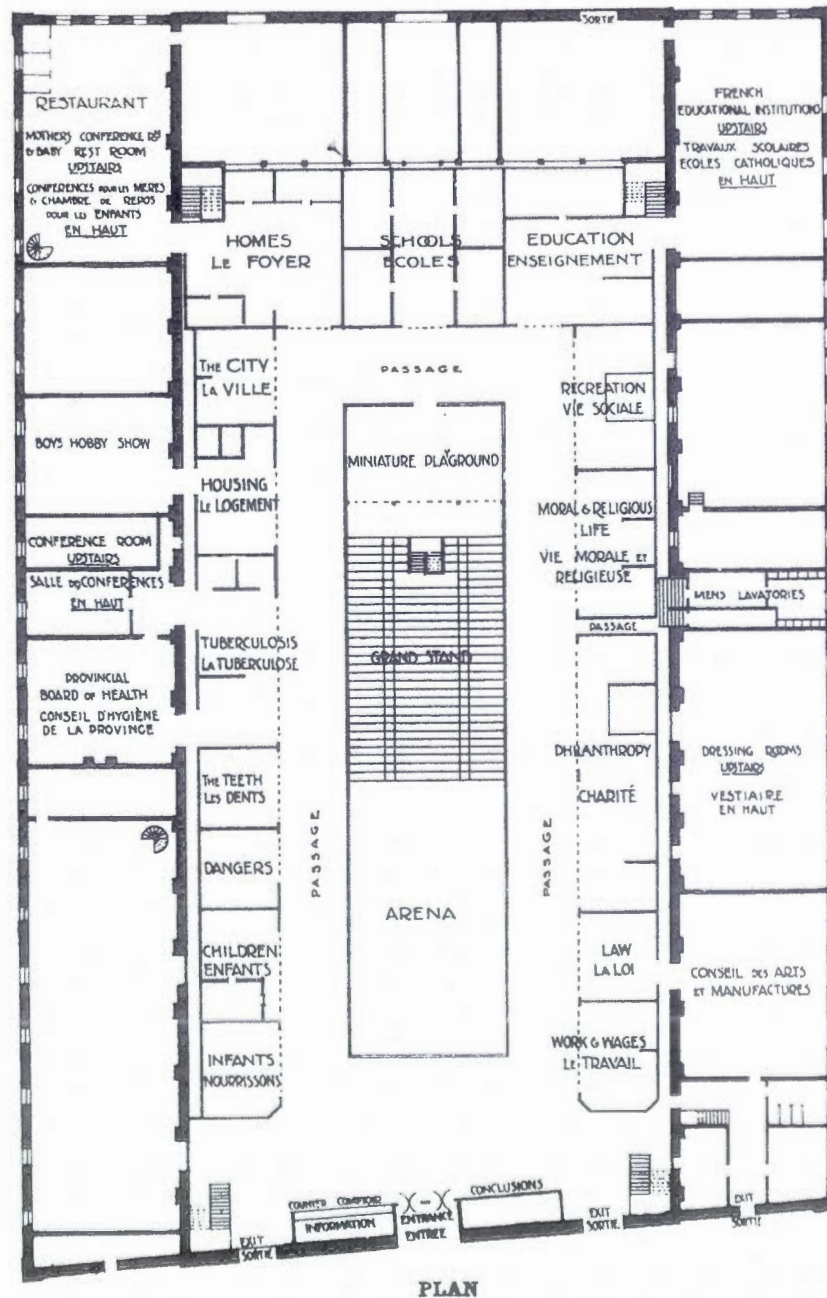 SORTIE
RESTAURANT
MOTHERS CONFERENCE RM
& BABY REST ROOM
UPSTAIRS
CONFERENCES POUR LES MERES
& CHAMBRE DE REPOS
POUR LES ENFANTS
EN HAUT
HOMES
LE FOYER
SCHOOLS
ECOLES
EDUCATION
ENSEIGNEMENT
FRENCH
EDUCATIONAL INSTITUTIONS
UPSTAIRS
TRAVAUX SCOLAIRES
ECOLES CATHOLIQUES
EN HAUT
THE CITY
LA VILLE
PASSAGE
RECREATION
VIE SOCIALE
BOYS HOBBY SHOW
HOUSING
LE LOGEMENT
MINIATURE PLAYGROUND
MORAL & RELIGIOUS
LIFE
VIE MORALE ET
RELIGIEUSE
CONFERENCE ROOM
UPSTAIRS
SALLE DE CONFERENCES
EN HAUT
MENS LAVATORIES
PASSAGE
TUBERCULOSIS
LA TUBERCULOSE
GRAND STAND
PROVINCIAL
BOARD OF HEALTH
CONSEIL D'HYGIÈNE
DE LA PROVINCE
PHILANTHROPY
CHARITÉ
DRESSING ROOMS
UPSTAIRS
VESTIAIRE
EN HAUT
THE TEETH
LES DENTS
PASSAGE
PASSAGE
DANGERS
ARENA
CHILDREN
ENFANTS
LAW
LA LOI
CONSEIL DES ARTS
ET MANUFACTURES
INFANTS
NOURRISSONS
WORK & WAGES
LE TRAVAIL
COUNTER COMPTOIR
INFORMATION
ENTRANCE
ENTREE
CONCLUSIONS
EXIT
SORTIE
EXIT
SORTIE
EXIT
SORTIE
PLAN